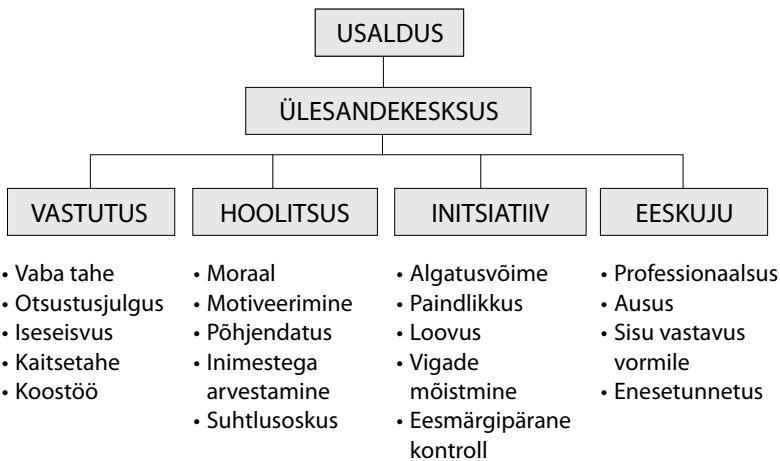 USALDUS
ÜLESANDEKESKSUS
VASTUTUS
• Vaba tahe
• Otsustusjulgus
• Iseseisvus
• Kaitsetahe
• Koostöö
HOOLITSUS
• Moraal
• Motiveerimine
• Põhjendatus
• Inimestega
arvestamine
• Suhtlusoskus
INITSIATIIV
• Algatusvõime
• Paindlikkus
• Loovus
• Vigade
mõistmine
• Eesmärgipärane
kontroll
EESKUJU
• Professionaalsus
• Ausus
• Sisu vastavus
vormile
• Enesetunnetus